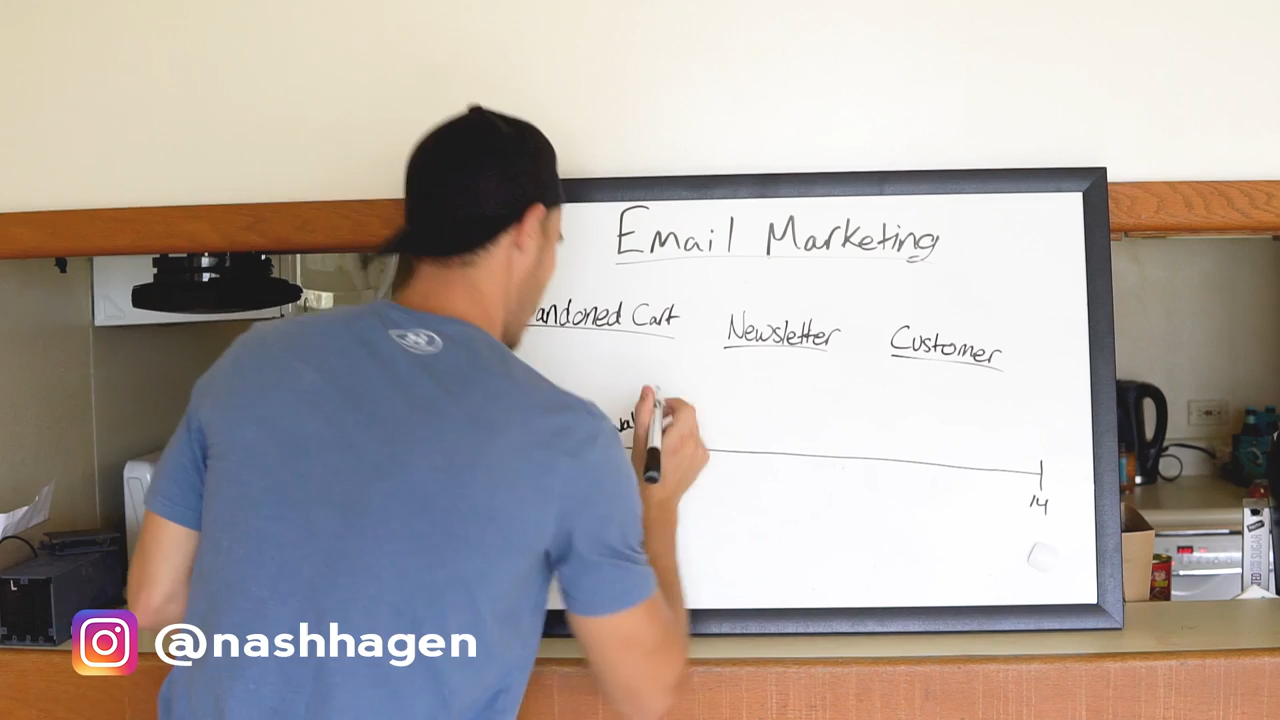 Email Marketing
andoned Cart
Newsletter
Customer
14
@nashhagen